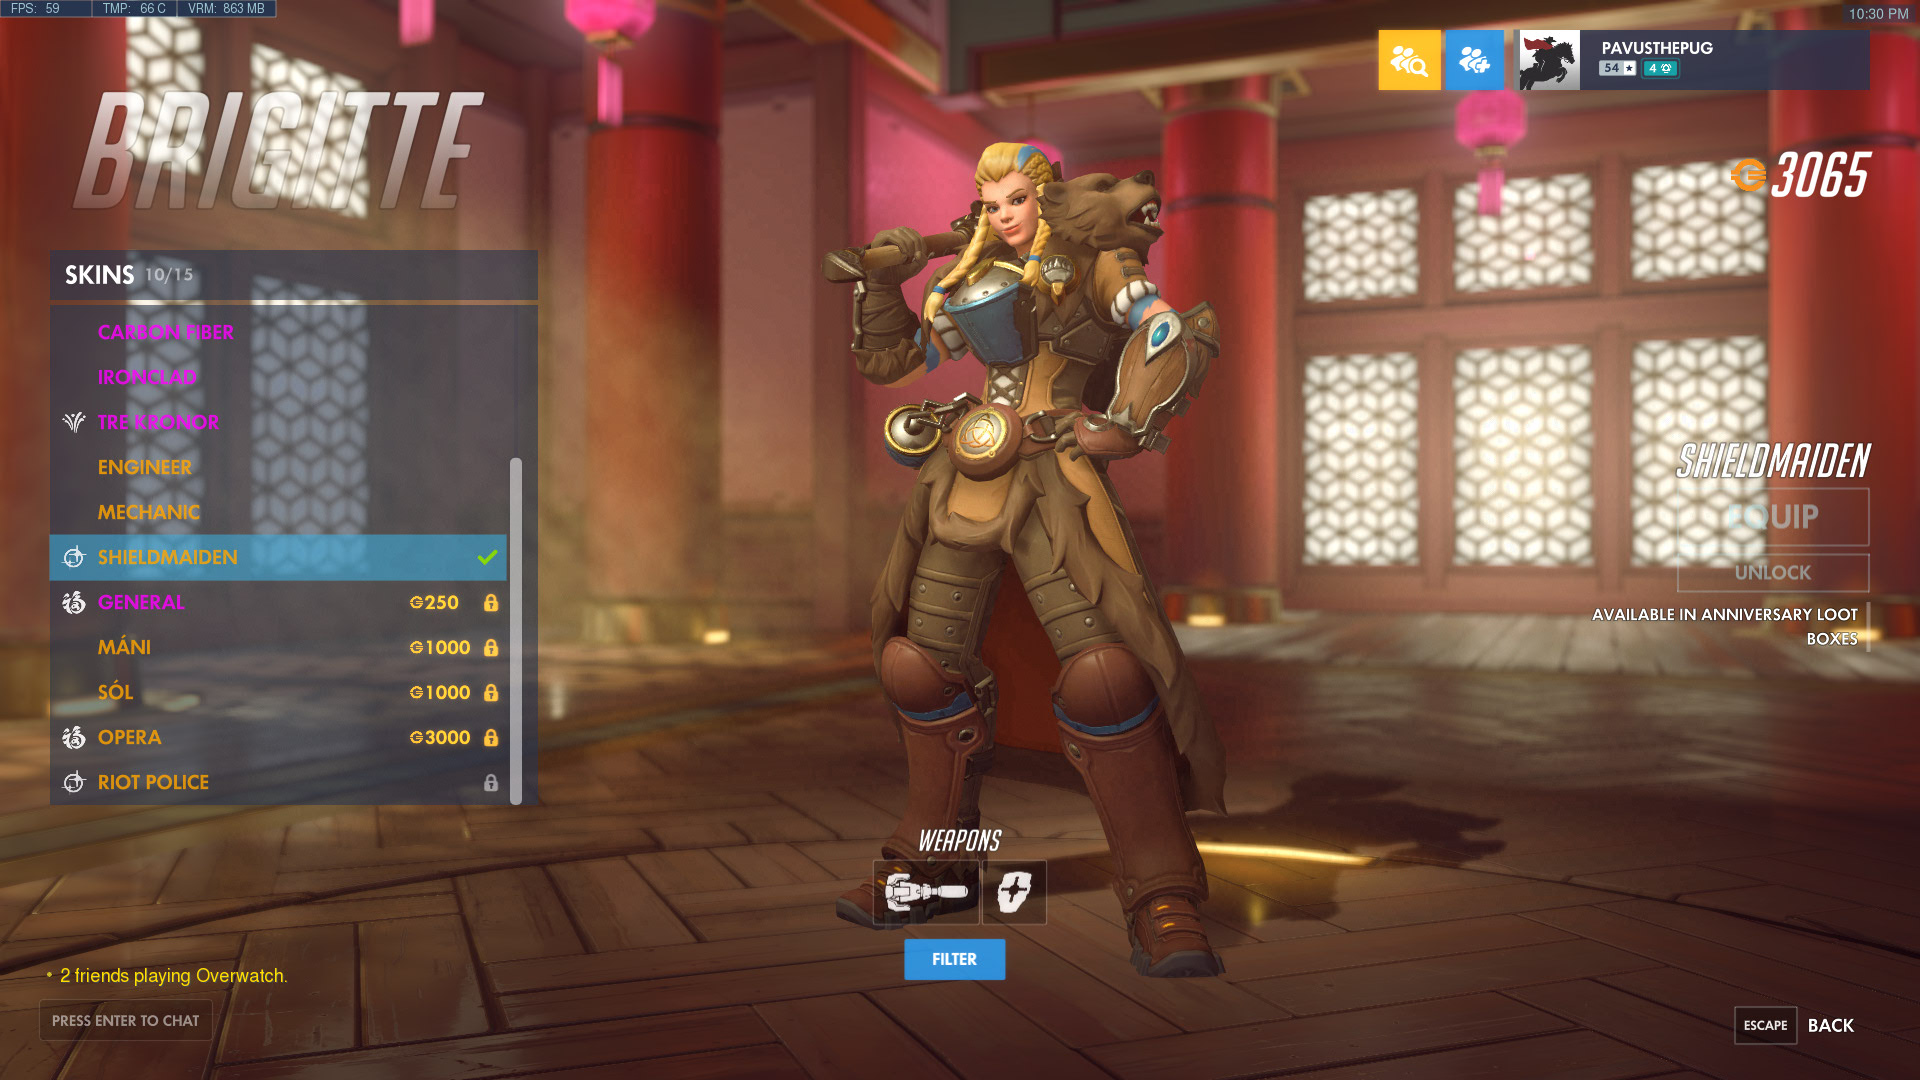 FPS: 59 TMP: 66 C VRM: 863 MB
10:30 PM
PAVUSTHEPUG
54 4
BRIGITTE
3065
SKINS 10/15
CARBON FIBER
IRONCLAD
TRE KRONOR
ENGINEER
MECHANIC
SHIELDMAIDEN
GENERAL 250
MÁNI 1000
SÓL 1000
OPERA 3000
RIOT POLICE
SHIELDMAIDEN
EQUIP
UNLOCK
AVAILABLE IN ANNIVERSARY LOOT
BOXES
WEAPONS
FILTER
• 2 friends playing Overwatch.
PRESS ENTER TO CHAT
ESCAPE BACK